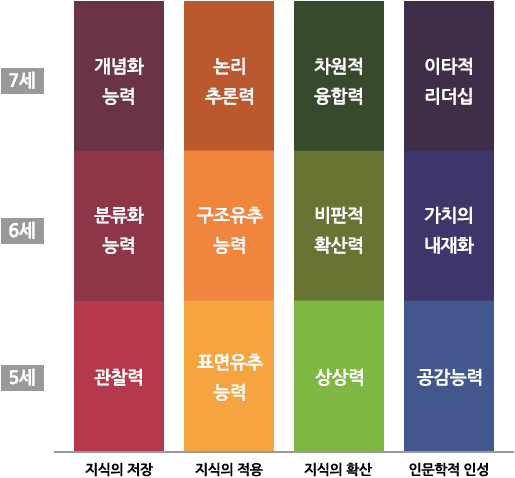 7세
개념화
능력
논리
추론력
차원적
융합력
이타적
리더십
6세
분류화
능력
구조유추
능력
비판적
확산력
가치의
내재화
5세
관찰력
표면유추
능력
상상력
공감능력
지식의 저장
지식의 적용
지식의 확산
인문학적 인성